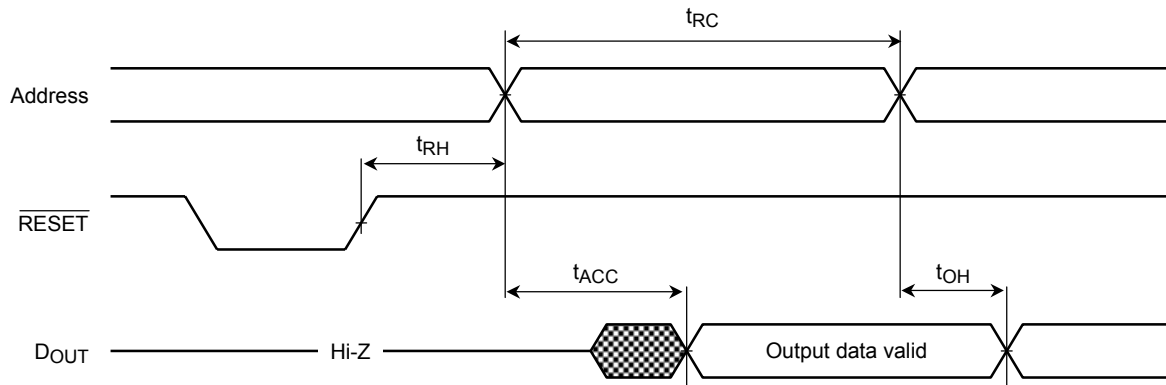 tRC
Address
tRH
RESET
tACC
tOH
DOUT
Hi-Z
Output data valid